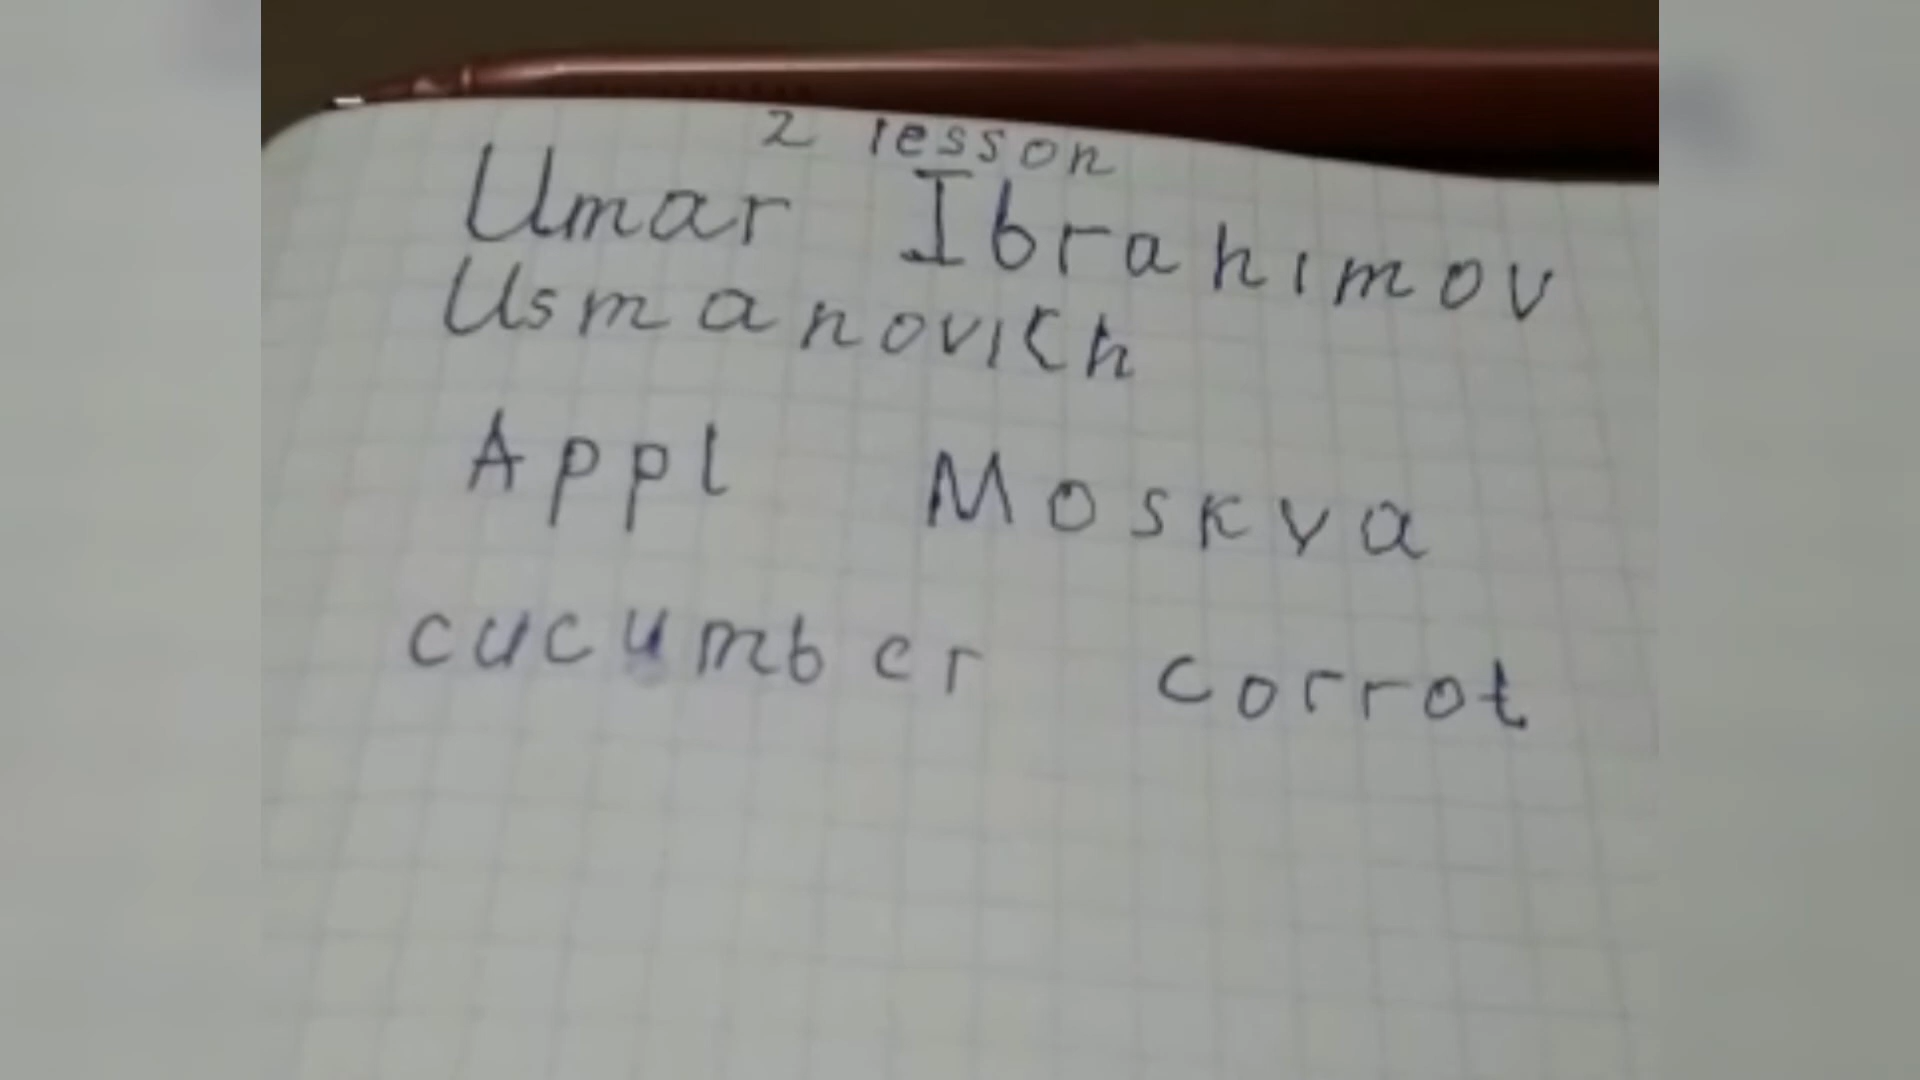 2 lesson
Umar Ibrahimov
Usmanovich
Appl Moskva
cucumber corrot